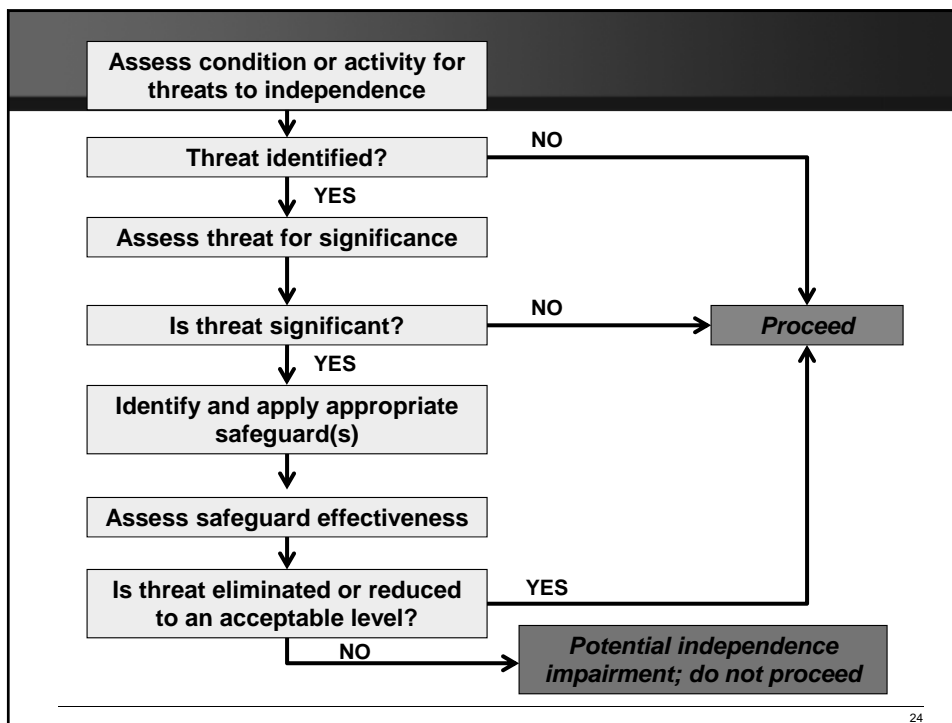 Assess condition or activity for
threats to independence
Threat identified?
NO
YES
Assess threat for significance
Is threat significant?
NO
Proceed
YES
Identify and apply appropriate
safeguard(s)
Assess safeguard effectiveness
Is threat eliminated or reduced
to an acceptable level?
YES
NO
Potential independence
impairment; do not proceed
24